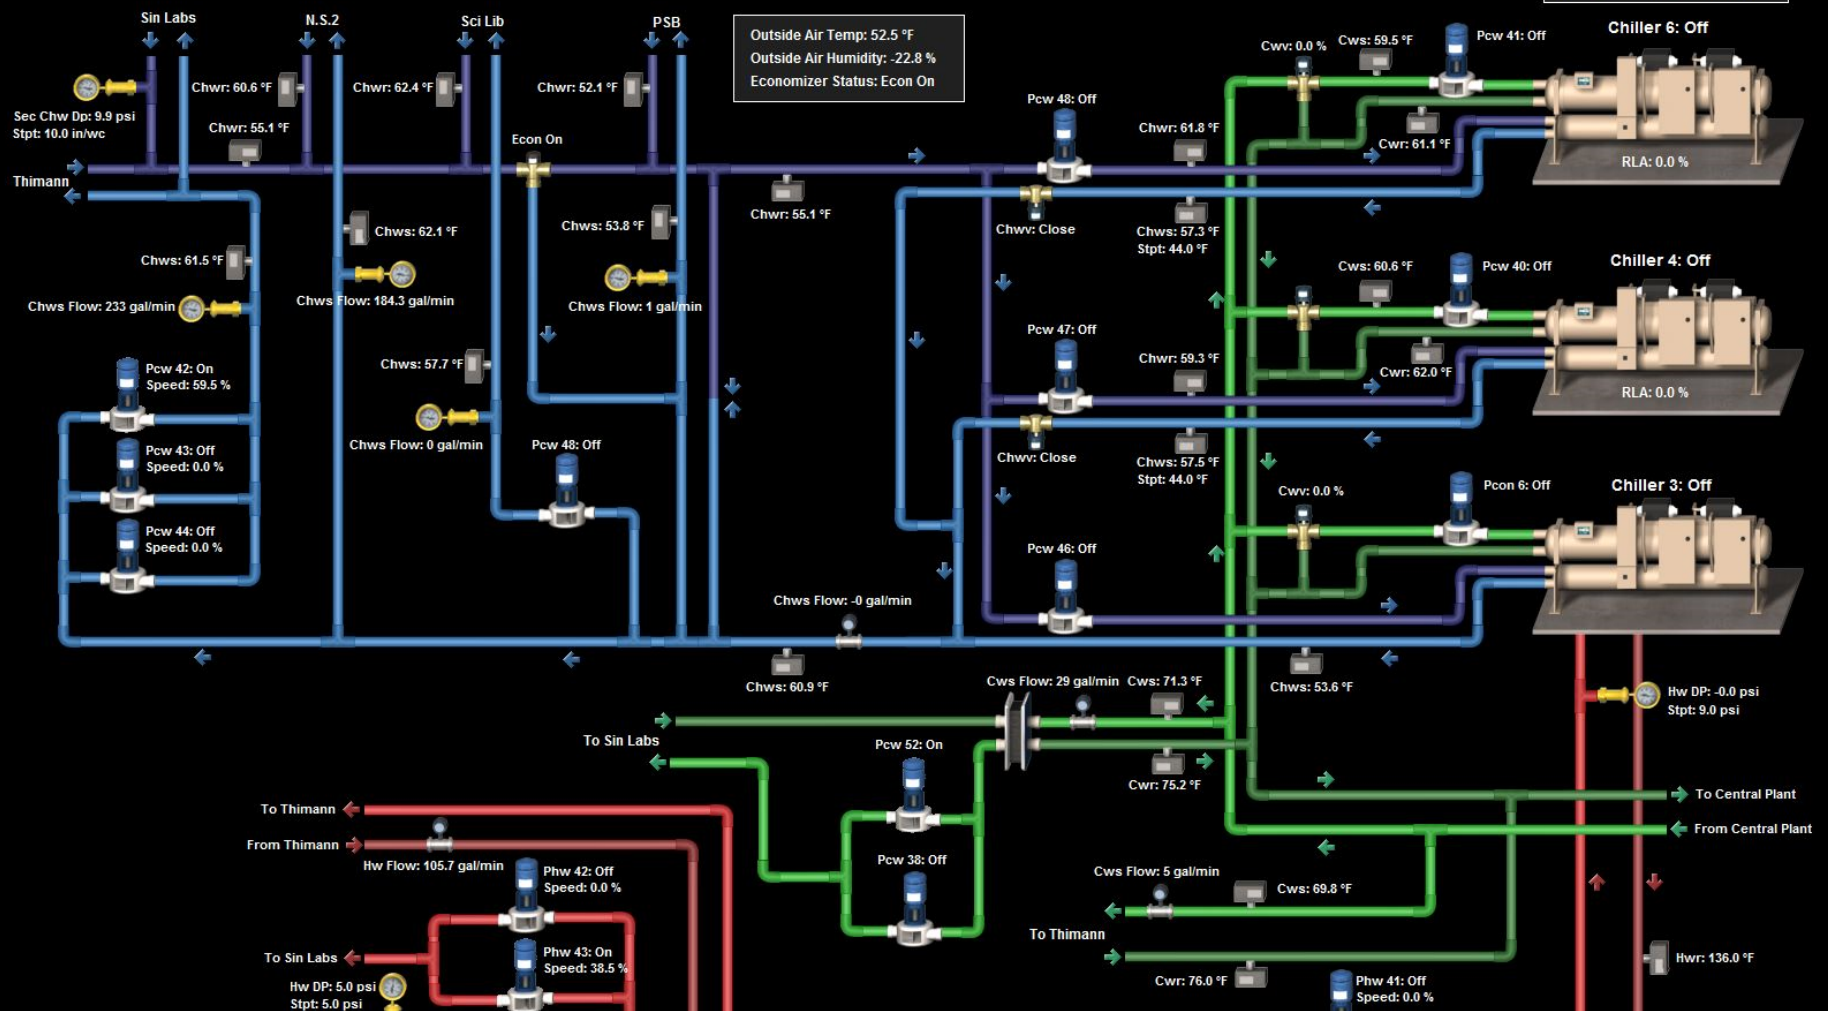 Sin Labs
N.S.2
Sci Lib
PSB
Outside Air Temp: 52.5 °F
Outside Air Humidity: -22.8 %
Economizer Status: Econ On
Cwv: 0.0 %
Cws: 59.5 °F
Pcw 41: Off
Chiller 6: Off
Chwr: 60.6 °F
Chwr: 62.4 °F
Chwr: 52.1 °F
Sec Chw Dp: 9.9 psi
Stpt: 10.0 in/wc
Chwr: 55.1 °F
Econ On
Pcw 48: Off
Chwr: 61.8 °F
Cwr: 61.1 °F
RLA: 0.0 %
Thimann
Chwr: 55.1 °F
Chwv: Close
Chws: 57.3 °F
Stpt: 44.0 °F
Chws: 62.1 °F
Chws: 53.8 °F
Chws: 61.5 °F
Cws: 60.6 °F
Pcw 40: Off
Chiller 4: Off
Chws Flow: 233 gal/min
Chws Flow: 184.3 gal/min
Chws Flow: 1 gal/min
Pcw 47: Off
Chwr: 59.3 °F
Cwr: 62.0 °F
RLA: 0.0 %
Chws: 57.7 °F
Pcw 42: On
Speed: 59.5 %
Chws Flow: 0 gal/min
Pcw 43: Off
Speed: 0.0 %
Pcw 48: Off
Chwv: Close
Chws: 57.5 °F
Stpt: 44.0 °F
Cwv: 0.0 %
Pcon 6: Off
Chiller 3: Off
Pcw 44: Off
Speed: 0.0 %
Pcw 46: Off
Chws Flow: -0 gal/min
Chws: 60.9 °F
Chws: 53.6 °F
Cws Flow: 29 gal/min
Cws: 71.3 °F
Hw DP: -0.0 psi
Stpt: 9.0 psi
To Sin Labs
Pcw 52: On
Cwr: 75.2 °F
To Central Plant
To Thimann
From Central Plant
From Thimann
Hw Flow: 105.7 gal/min
Pcw 38: Off
Phw 42: Off
Speed: 0.0 %
Cws Flow: 5 gal/min
Cws: 69.8 °F
To Thimann
To Sin Labs
Phw 43: On
Speed: 38.5 %
Hwr: 136.0 °F
Cwr: 76.0 °F
Phw 41: Off
Speed: 0.0 %
Hw DP: 5.0 psi
Stpt: 5.0 psi